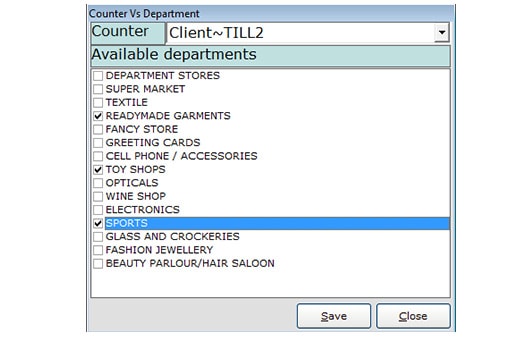 Counter Vs Department
Counter Client~TILL2
Available departments
DEPARTMENT STORES
SUPER MARKET
TEXTILE
READYMADE GARMENTS
FANCY STORE
GREETING CARDS
CELL PHONE / ACCESSORIES
TOY SHOPS
OPTICALS
WINE SHOP
ELECTRONICS
SPORTS
GLASS AND CROCKERIES
FASHION JEWELLERY
BEAUTY PARLOUR/HAIR SALOON
Save Close